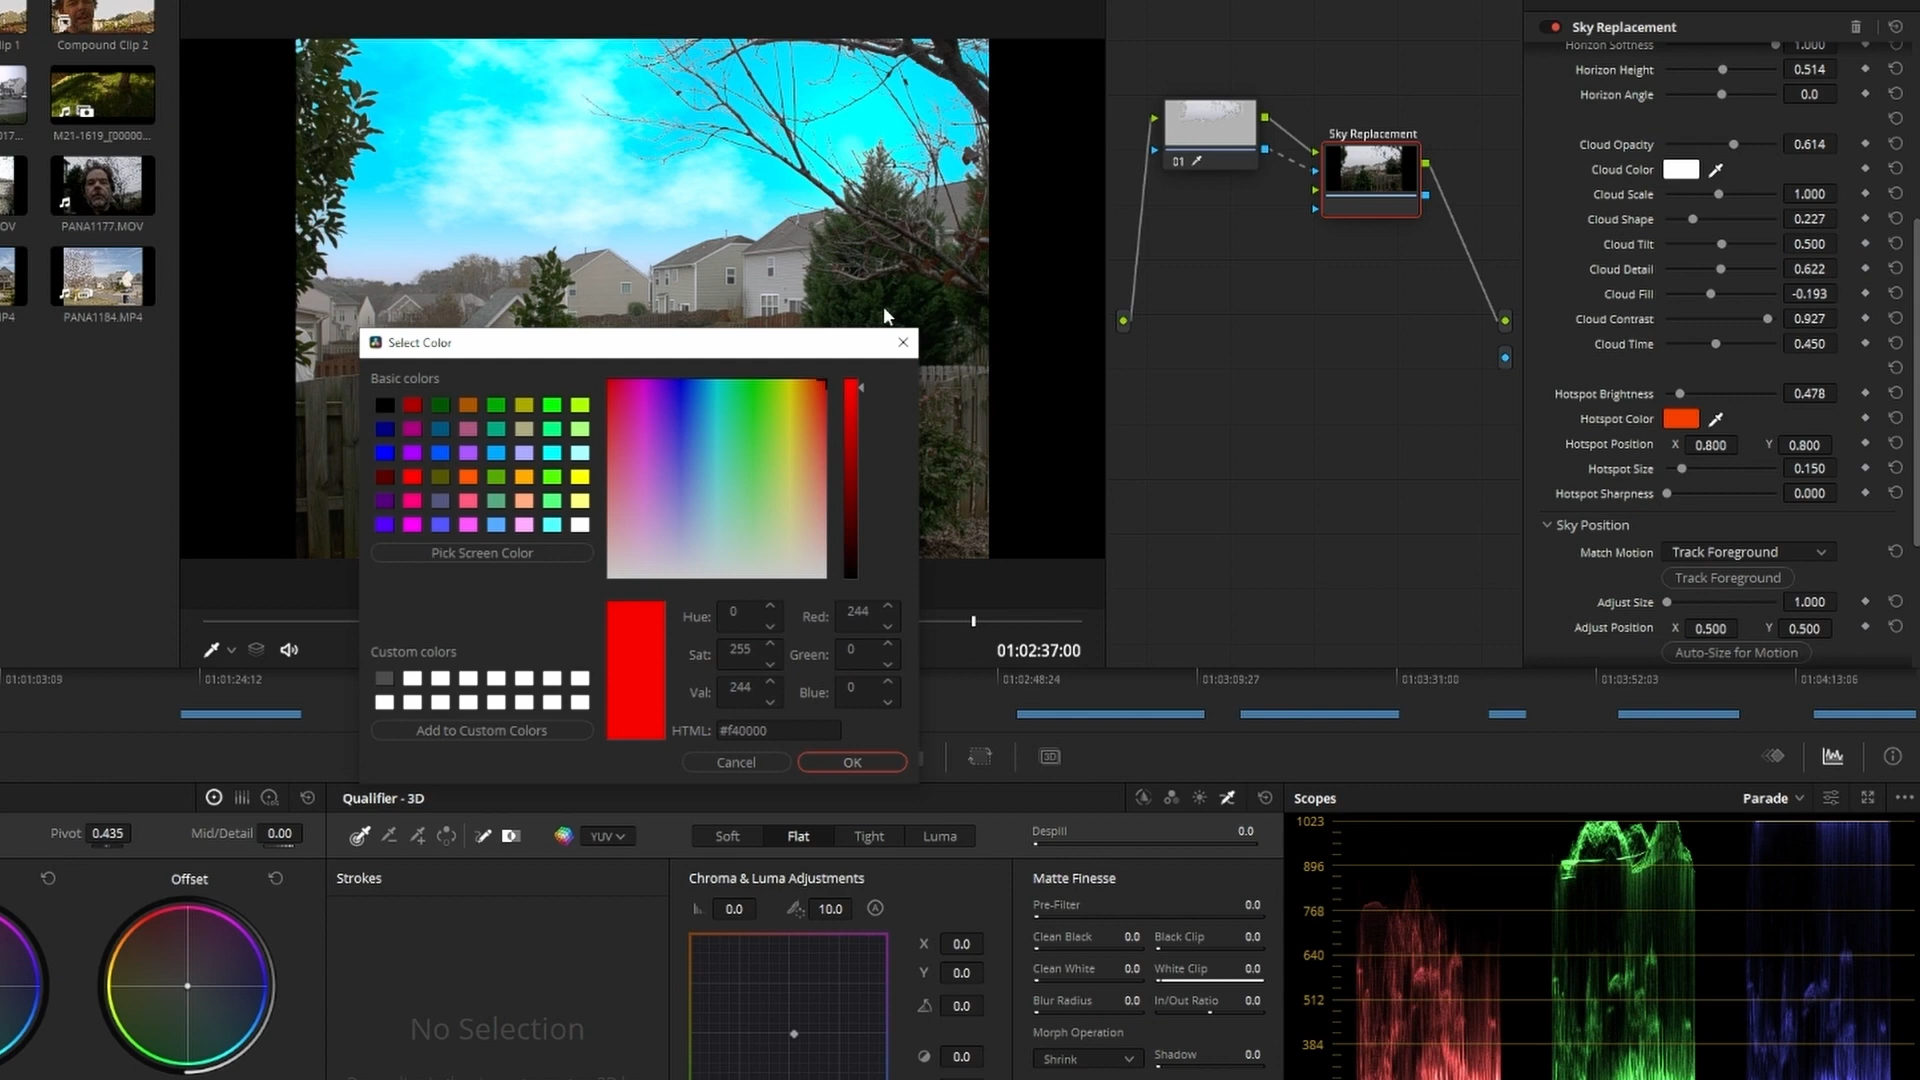 lip 1
Compound Clip 2
017...
M21-1619_[00000...
OV
PANA1177.MOV
IP4
PANA1184.MP4
01
Sky Replacement
Sky Replacement
Horizon Softness 1.000
Horizon Height 0.514
Horizon Angle 0.0
Cloud Opacity 0.614
Cloud Color
Cloud Scale 1.000
Cloud Shape 0.227
Cloud Tilt 0.500
Cloud Detail 0.622
Cloud Fill -0.193
Cloud Contrast 0.927
Cloud Time 0.450
Hotspot Brightness 0.478
Hotspot Color
Hotspot Position X 0.800 Y 0.800
Hotspot Size 0.150
Hotspot Sharpness 0.000
Sky Position
Match Motion Track Foreground
Track Foreground
Adjust Size 1.000
Adjust Position X 0.500 Y 0.500
Auto-Size for Motion
Select Color
Basic colors
Pick Screen Color
Custom colors
Add to Custom Colors
Hue: 0 Red: 244
Sat: 255 Green: 0
Val: 244 Blue: 0
HTML: #f40000
Cancel OK
01:02:37:00
01:01:03:09
01:01:24:12
01:02:48:24
01:03:09:27
01:03:31:00
01:03:52:03
01:04:13:06
3D
Pivot 0.435 Mid/Detail 0.00
Offset
Qualifier - 3D
YUV
Soft Flat Tight Luma
Despill 0.0
Strokes
No Selection
Chroma & Luma Adjustments
0.0 10.0 A
X 0.0
Y 0.0
0.0
0.0
Matte Finesse
Pre-Filter 0.0
Clean Black 0.0 Black Clip 0.0
Clean White 0.0 White Clip 0.0
Blur Radius 0.0 In/Out Ratio 0.0
Morph Operation
Shrink Shadow 0.0
Scopes Parade
1023
896
768
640
512
384